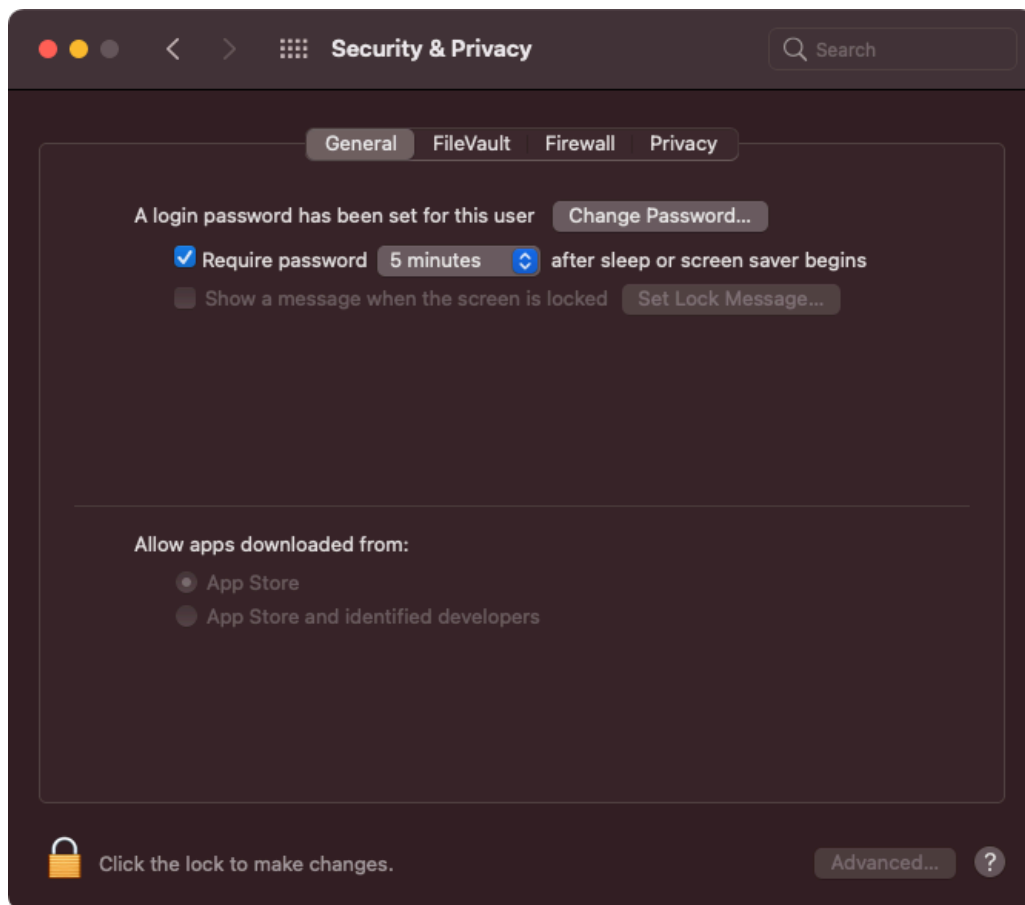 Security & Privacy
Search
General FileVault Firewall Privacy
A login password has been set for this user Change Password...
Require password 5 minutes after sleep or screen saver begins
Show a message when the screen is locked Set Lock Message...
Allow apps downloaded from:
App Store
App Store and identified developers
Click the lock to make changes.
Advanced... ?